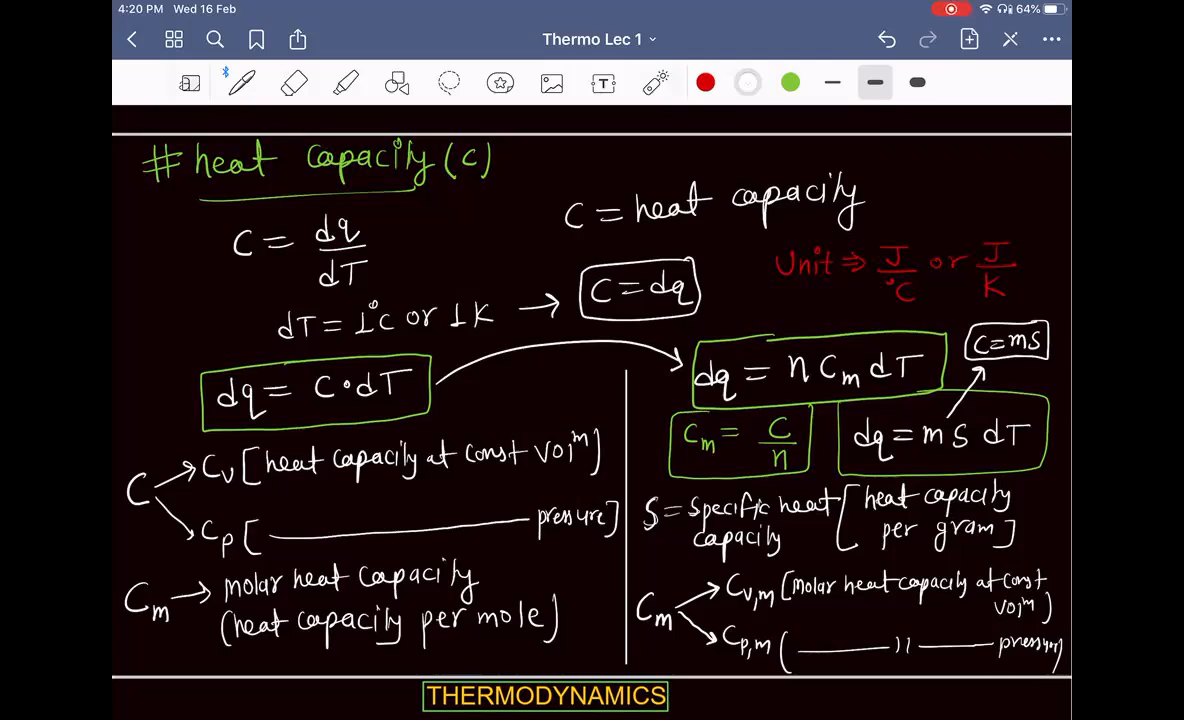 4:20 PM Wed 16 Feb
64%
Thermo Lec 1
T
# heat capacity (c)
C = dq/dT
C = heat capacity
Unit ⇒ J/°C or J/K
dT = 1°C or 1K → C = dq
dq = C·dT
dq = n Cm dT
C = ms
Cm = C/n
dq = m S dT
C
Cv [heat capacity at const volm]
Cp [ ——— pressure]
Cm → molar heat capacity
(heat capacity per mole)
S = specific heat capacity [heat capacity per gram]
Cm
Cv,m [molar heat capacity at const volm)
Cp,m ( ——— 11 ——— pressure)
THERMODYNAMICS